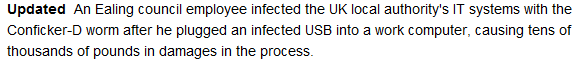 Updated An Ealing council employee infected the UK local authority's IT systems with the
Conficker-D worm after he plugged an infected USB into a work computer, causing tens of
thousands of pounds in damages in the process.